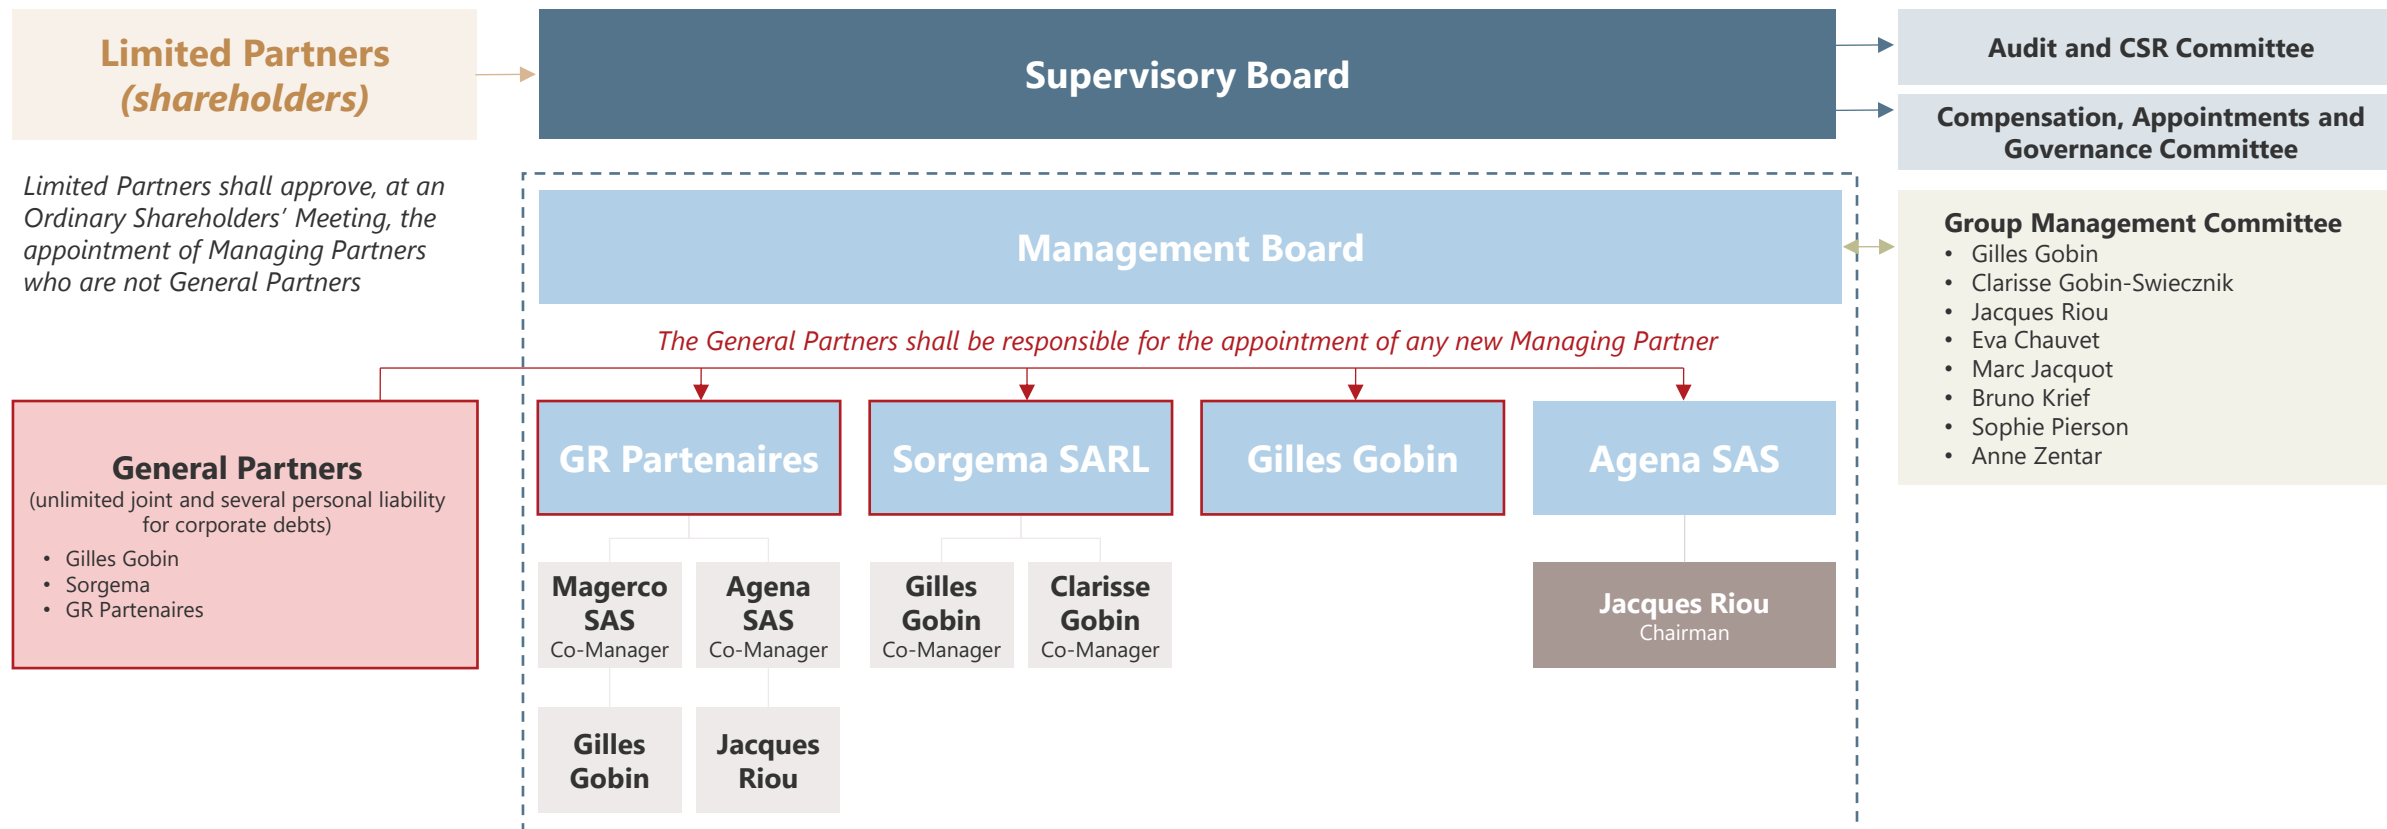 Limited Partners
(shareholders)
Supervisory Board
Audit and CSR Committee
Compensation, Appointments and
Governance Committee
Limited Partners shall approve, at an
Ordinary Shareholders’ Meeting, the
appointment of Managing Partners
who are not General Partners
Management Board
Group Management Committee
• Gilles Gobin
• Clarisse Gobin-Swiecznik
• Jacques Riou
• Eva Chauvet
• Marc Jacquot
• Bruno Krief
• Sophie Pierson
• Anne Zentar
The General Partners shall be responsible for the appointment of any new Managing Partner
General Partners
(unlimited joint and several personal liability
for corporate debts)
• Gilles Gobin
• Sorgema
• GR Partenaires
GR Partenaires
Sorgema SARL
Gilles Gobin
Agena SAS
Magerco
SAS
Co-Manager
Agena
SAS
Co-Manager
Gilles
Gobin
Co-Manager
Clarisse
Gobin
Co-Manager
Jacques Riou
Chairman
Gilles
Gobin
Jacques
Riou